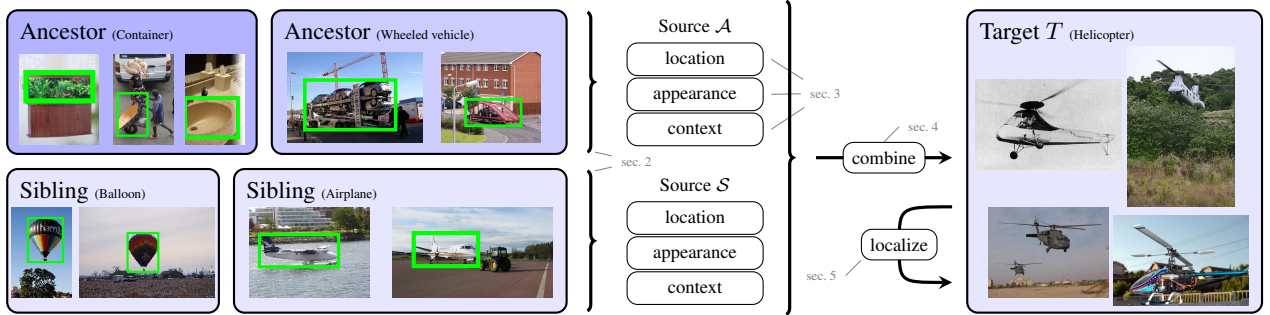 Ancestor (Container)
Ancestor (Wheeled vehicle)
Source 𝒜
location
appearance
context
sec. 3
sec. 2
Sibling (Balloon)
Sibling (Airplane)
Source 𝒮
location
appearance
context
sec. 4
combine
localize
sec. 5
Target T (Helicopter)